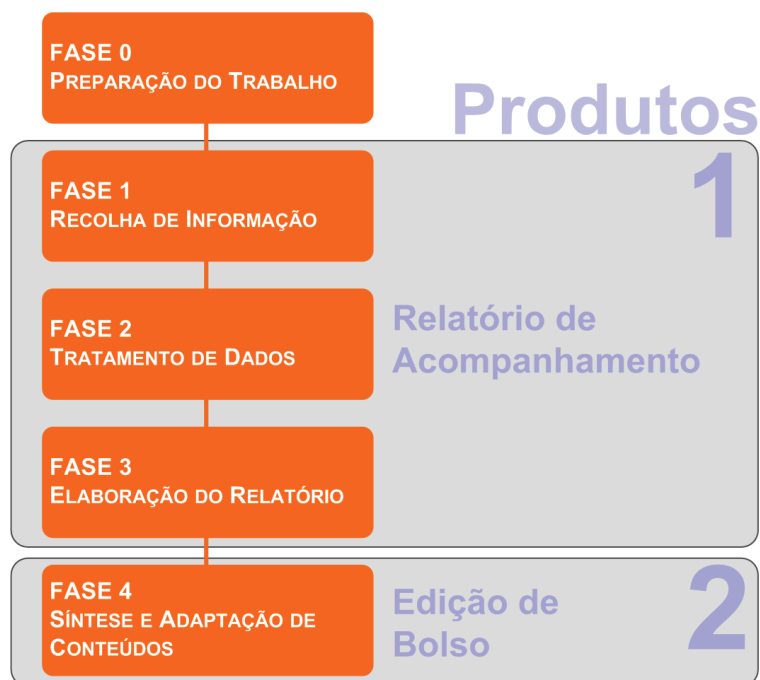 FASE 0
PREPARAÇÃO DO TRABALHO
Produtos
1
FASE 1
RECOLHA DE INFORMAÇÃO
FASE 2
TRATAMENTO DE DADOS
Relatório de
Acompanhamento
FASE 3
ELABORAÇÃO DO RELATÓRIO
2
FASE 4
SÍNTESE E ADAPTAÇÃO DE
CONTEÚDOS
Edição de
Bolso